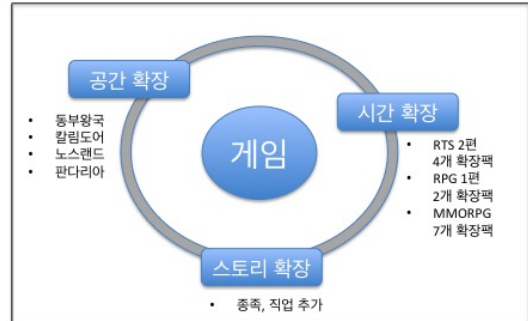 공간 확장
• 동부왕국
• 칼림도어
• 노스랜드
• 판다리아
게임
시간 확장
• RTS 2편
4개 확장팩
• RPG 1편
2개 확장팩
• MMORPG
7개 확장팩
스토리 확장
• 종족, 직업 추가